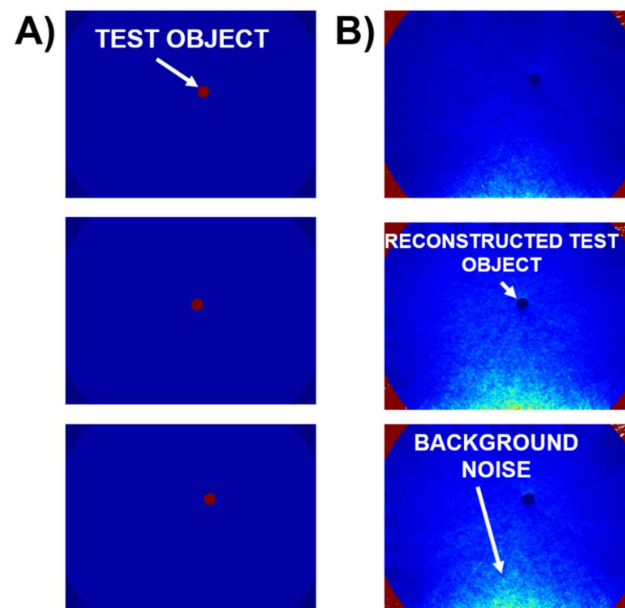 A)
TEST OBJECT
B)
RECONSTRUCTED TEST
OBJECT
BACKGROUND
NOISE